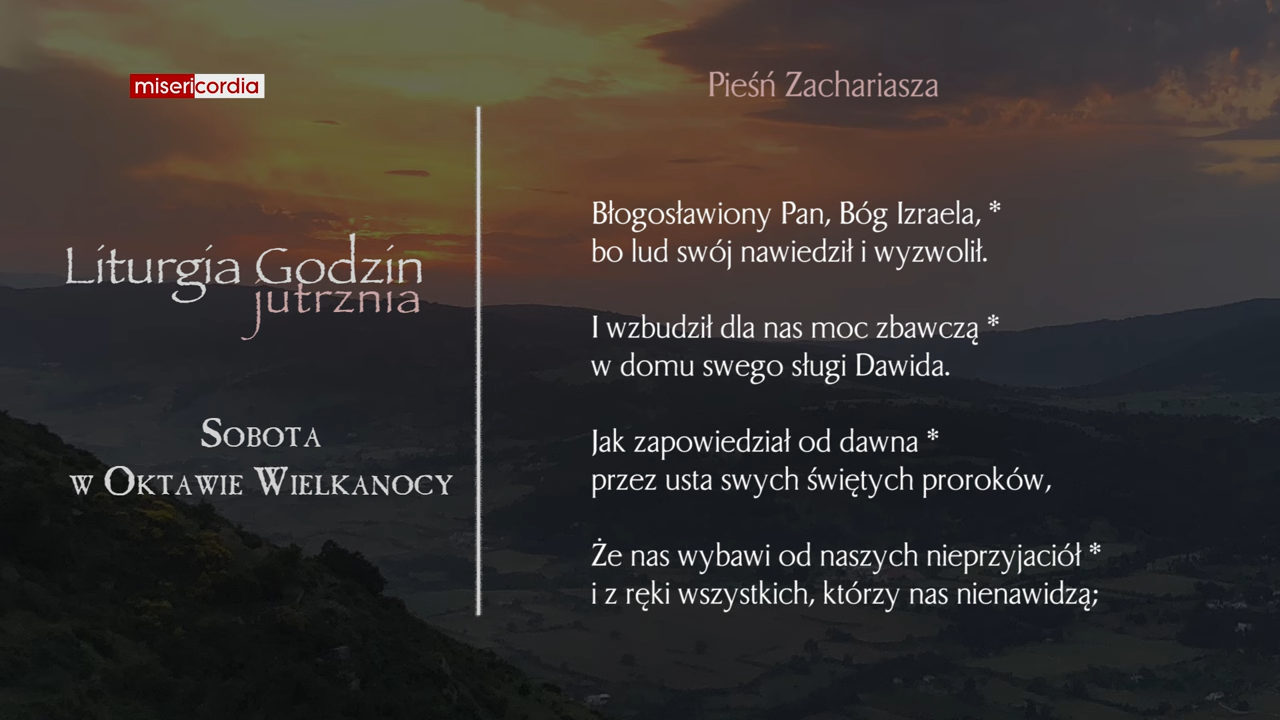 misericordia
Liturgia Godzin
jutrznia
Sobota
w Oktawie Wielkanocy
Pieśń Zachariasza
Błogosławiony Pan, Bóg Izraela, *
bo lud swój nawiedził i wyzwolił.
I wzbudził dla nas moc zbawczą *
w domu swego sługi Dawida.
Jak zapowiedział od dawna *
przez usta swych świętych proroków,
Że nas wybawi od naszych nieprzyjaciół *
i z ręki wszystkich, którzy nas nienawidzą;